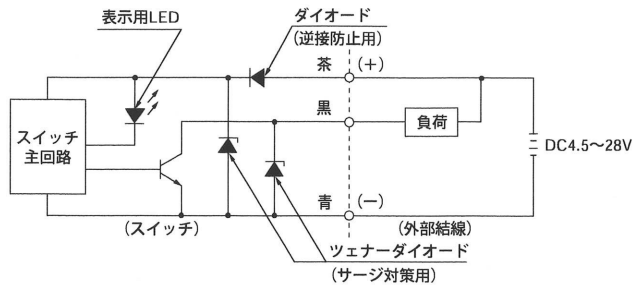 表示用LED
ダイオード
(逆接防止用)
茶 (+)
黒
負荷
スイッチ
主回路
DC4.5～28V
青 (−)
(スイッチ)
(外部結線)
ツェナーダイオード
(サージ対策用)